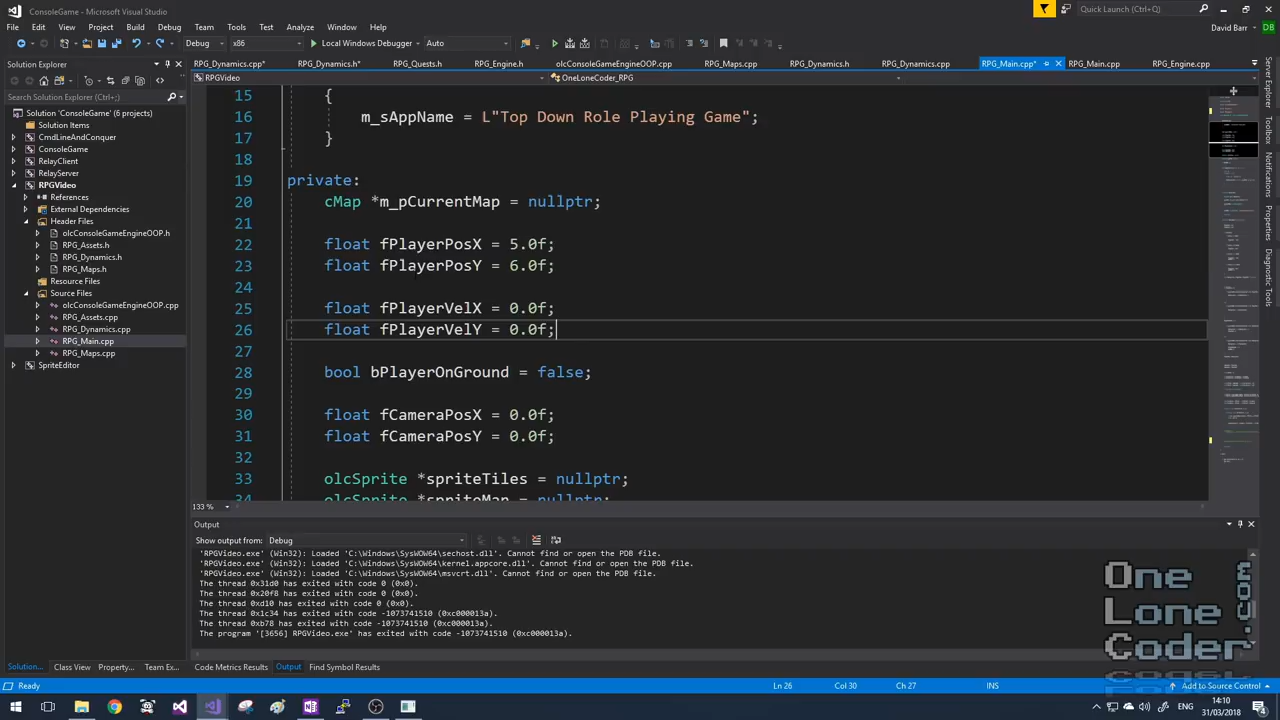 ConsoleGame - Microsoft Visual Studio
Quick Launch (Ctrl+Q)
File Edit View Project Build Debug Team Tools Test Analyze Window Help
David Barr DB
Debug x86 Local Windows Debugger Auto
Solution Explorer
RPG_Dynamics.cpp* RPG_Dynamics.h* RPG_Quests.h RPG_Engine.h olcConsoleGameEngineOOP.cpp RPG_Maps.cpp RPG_Dynamics.h RPG_Dynamics.cpp RPG_Main.cpp* RPG_Main.cpp RPG_Engine.cpp
RPGVideo OneLoneCoder_RPG
Search Solution Explorer (Ctrl+;)
Solution 'ConsoleGame' (6 projects)
Solution Items
CmdLineAndConquer
ConsoleGame
RelayClient
RelayServer
RPGVideo
References
External Dependencies
Header Files
olcConsoleGameEngineOOP.h
RPG_Assets.h
RPG_Dynamics.h
RPG_Maps.h
Resource Files
Source Files
olcConsoleGameEngineOOP.cpp
RPG_Assets.cpp
RPG_Dynamics.cpp
RPG_Main.cpp
RPG_Maps.cpp
SpriteEditor
15 {
16 m_sAppName = L"Top Down Role Playing Game";
17 }
18
19 private:
20 cMap *m_pCurrentMap = nullptr;
21
22 float fPlayerPosX = 5.0f;
23 float fPlayerPosY = 6.0f;
24
25 float fPlayerVelX = 0.0f;
26 float fPlayerVelY = 0.0f;
27
28 bool bPlayerOnGround = false;
29
30 float fCameraPosX = 0.0f;
31 float fCameraPosY = 0.0f;
32
33 olcSprite *spriteTiles = nullptr;
34 olcSprite *spriteMan = nullptr;
133 %
Server Explorer
Toolbox
Notifications
Diagnostic Tools
Output
Show output from: Debug
'RPGVideo.exe' (Win32): Loaded 'C:\Windows\SysWOW64\sechost.dll'. Cannot find or open the PDB file.
'RPGVideo.exe' (Win32): Loaded 'C:\Windows\SysWOW64\kernel.appcore.dll'. Cannot find or open the PDB file.
'RPGVideo.exe' (Win32): Loaded 'C:\Windows\SysWOW64\msvcrt.dll'. Cannot find or open the PDB file.
The thread 0x31d0 has exited with code 0 (0x0).
The thread 0x20f8 has exited with code 0 (0x0).
The thread 0xd10 has exited with code 0 (0x0).
The thread 0x1c34 has exited with code -1073741510 (0xc000013a).
The thread 0xb78 has exited with code -1073741510 (0xc000013a).
The program '[3656] RPGVideo.exe' has exited with code -1073741510 (0xc000013a).
One
Lone
Coder
.com
Solution... Class View Property... Team Ex...
Code Metrics Results Output Find Symbol Results
Ready Ln 26 Col 30 Ch 27 INS Add to Source Control
14:10
31/03/2018